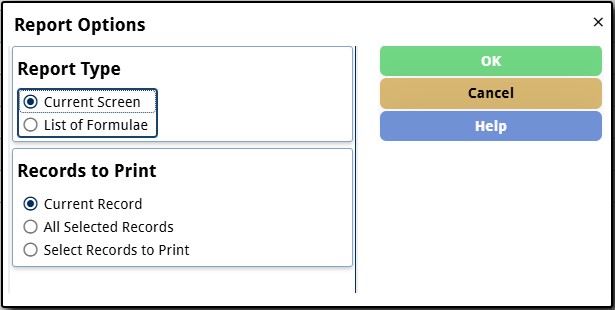 Report Options
Report Type
Current Screen
List of Formulae
Records to Print
Current Record
All Selected Records
Select Records to Print
OK
Cancel
Help